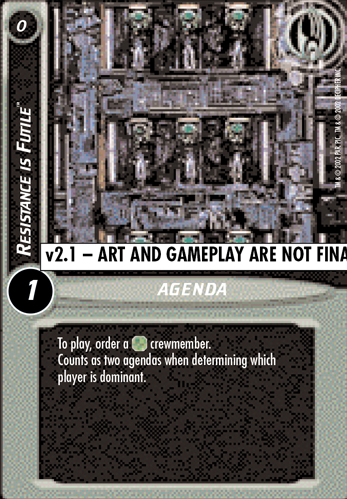 0
RESISTANCE IS FUTILE™
v2.1 – ART AND GAMEPLAY ARE NOT FINA
1
AGENDA
To play, order a crewmember.
Counts as two agendas when determining which
player is dominant.